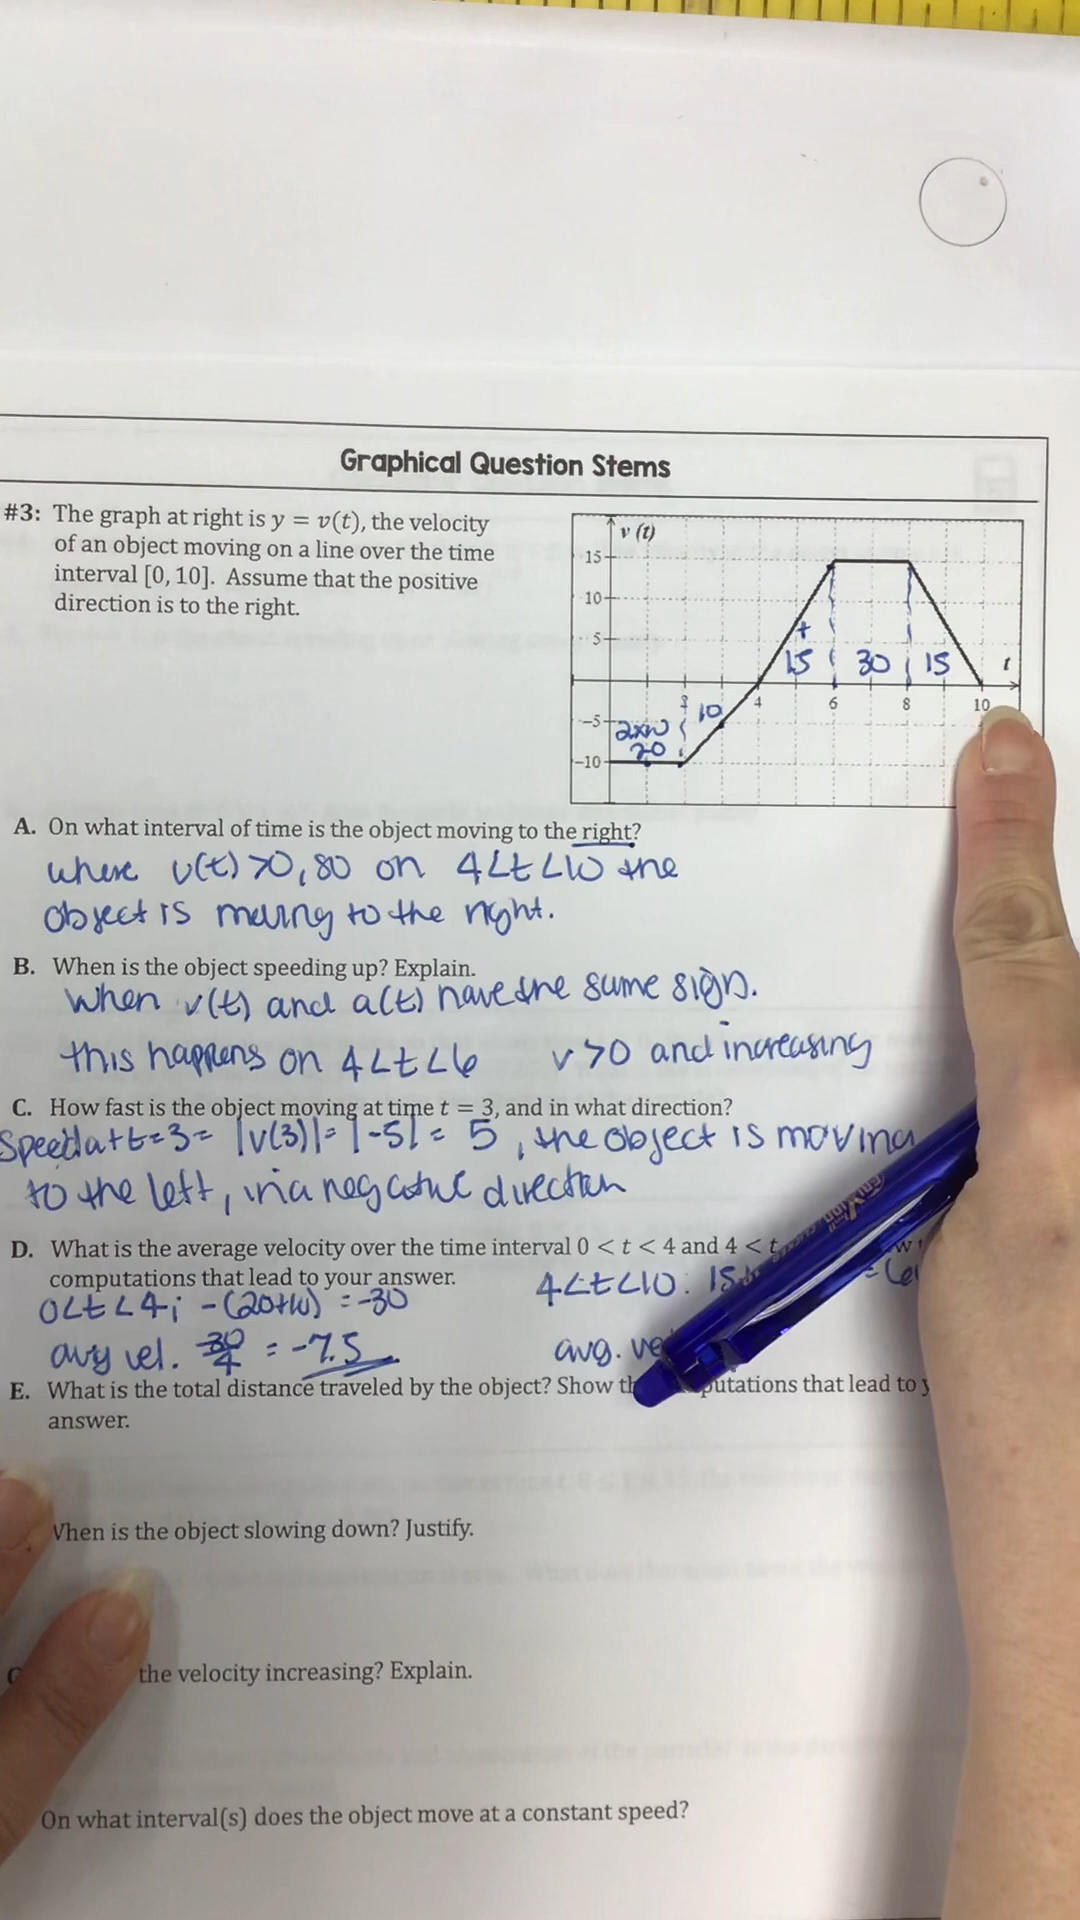 Graphical Question Stems
#3: The graph at right is y = v(t), the velocity
of an object moving on a line over the time
interval [0, 10]. Assume that the positive
direction is to the right.
v (t)
15
10
5
+
15 30 15
t
4 6 8 10
10
-5
2x10
20
-10
A. On what interval of time is the object moving to the right?
where v(t) >0, so on 4<t<10 the
object is moving to the right.
B. When is the object speeding up? Explain.
When v(t) and a(t) have the same sign.
this happens on 4<t<6 v>0 and increasing
C. How fast is the object moving at time t = 3, and in what direction?
Speed at t=3= |v(3)|= |-5| = 5, the object is moving
to the left, in a negative direction
D. What is the average velocity over the time interval 0 < t < 4 and 4 < t
computations that lead to your answer.
4<t<10: 15
0<t<4; -(20+10) = -30
avg vel. -30/4 = -7.5
avg. ve
E. What is the total distance traveled by the object? Show th putations that lead to y
answer.
When is the object slowing down? Justify.
the velocity increasing? Explain.
On what interval(s) does the object move at a constant speed?